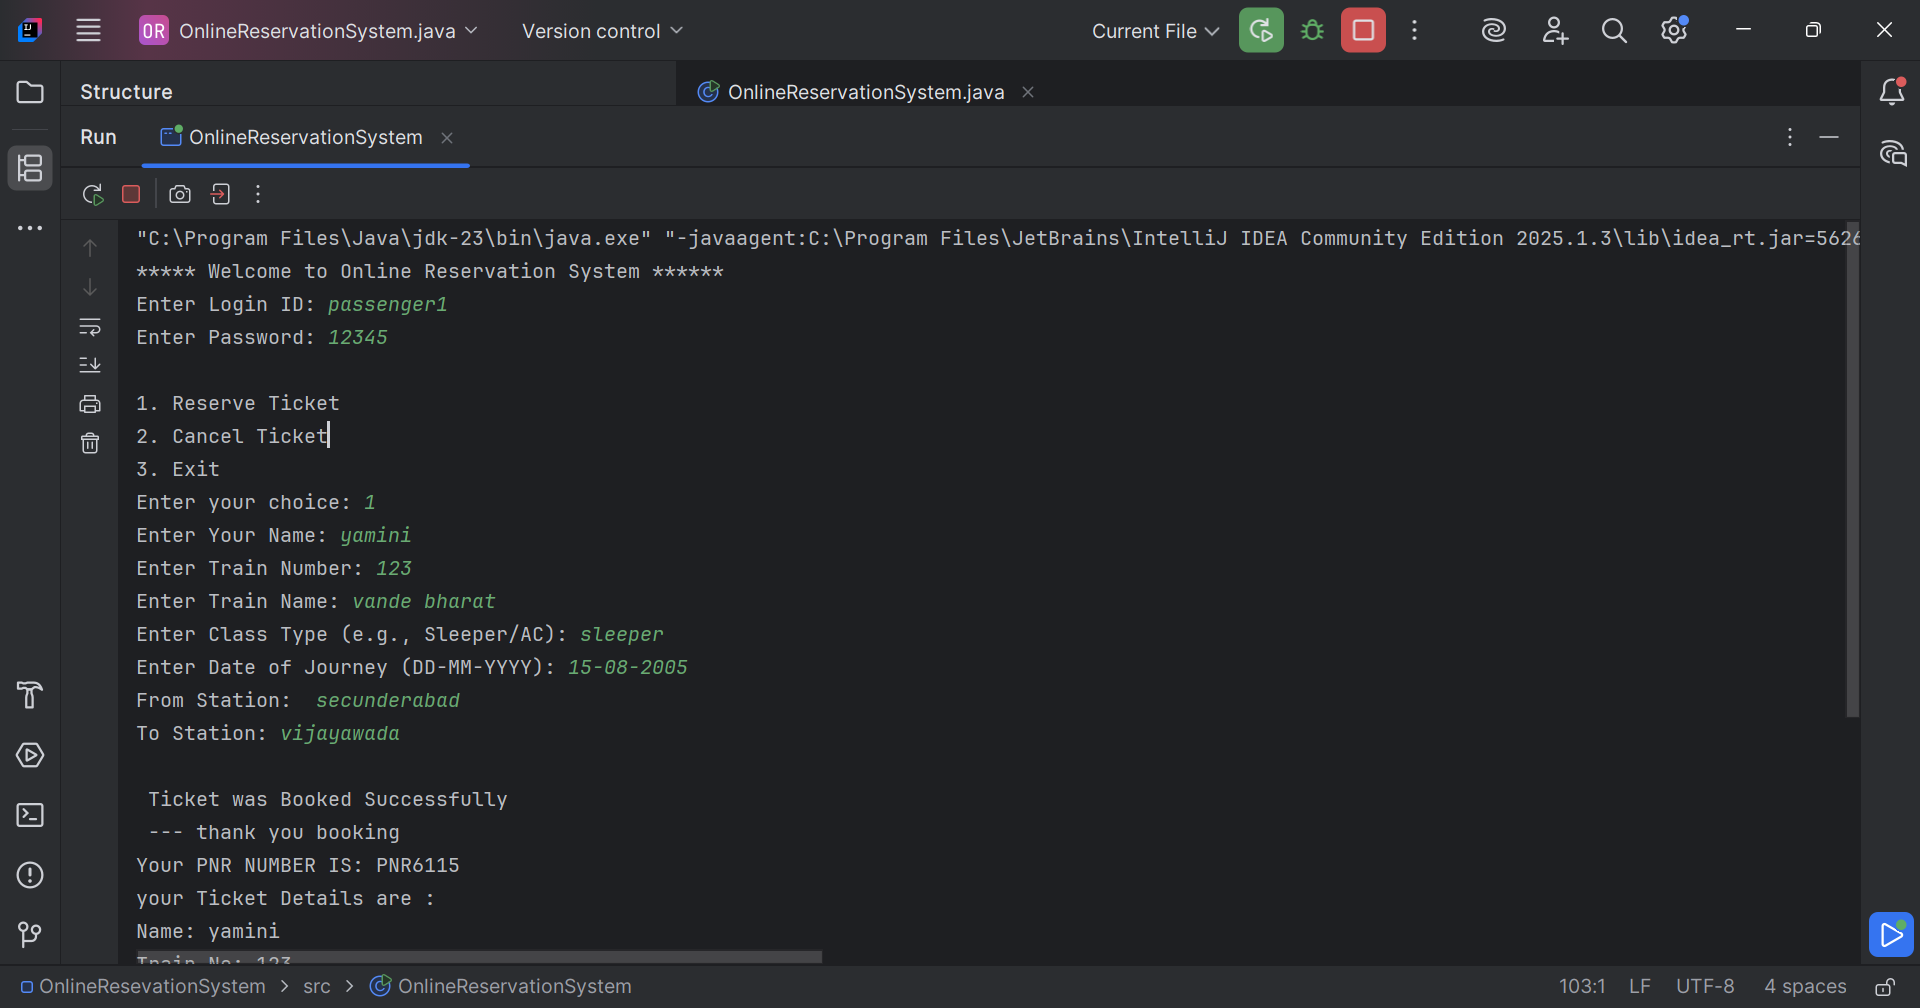 OR OnlineReservationSystem.java Version control Current File
Structure OnlineReservationSystem.java
Run OnlineReservationSystem
"C:\Program Files\Java\jdk-23\bin\java.exe" "-javaagent:C:\Program Files\JetBrains\IntelliJ IDEA Community Edition 2025.1.3\lib\idea_rt.jar=5626
***** Welcome to Online Reservation System ******
Enter Login ID: passenger1
Enter Password: 12345
1. Reserve Ticket
2. Cancel Ticket
3. Exit
Enter your choice: 1
Enter Your Name: yamini
Enter Train Number: 123
Enter Train Name: vande bharat
Enter Class Type (e.g., Sleeper/AC): sleeper
Enter Date of Journey (DD-MM-YYYY): 15-08-2005
From Station:  secunderabad
To Station: vijayawada
Ticket was Booked Successfully
--- thank you booking
Your PNR NUMBER IS: PNR6115
your Ticket Details are :
Name: yamini
Train No: 123
OnlineResevationSystem > src > OnlineReservationSystem 103:1 LF UTF-8 4 spaces